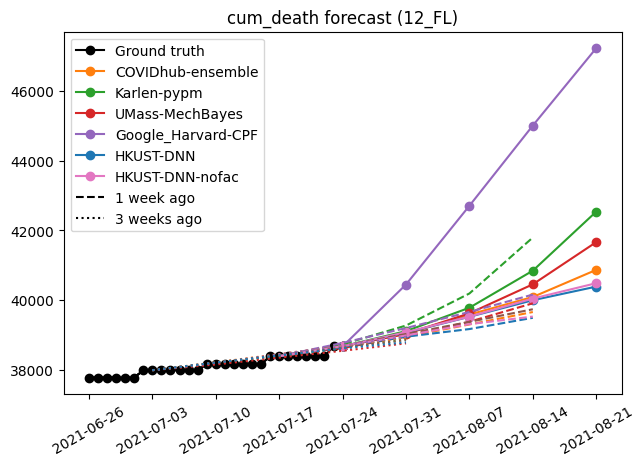 cum_death forecast (12_FL)
Ground truth
COVIDhub-ensemble
Karlen-pypm
UMass-MechBayes
Google_Harvard-CPF
HKUST-DNN
HKUST-DNN-nofac
1 week ago
3 weeks ago
46000
44000
42000
40000
38000
2021-06-26
2021-07-03
2021-07-10
2021-07-17
2021-07-24
2021-07-31
2021-08-07
2021-08-14
2021-08-21